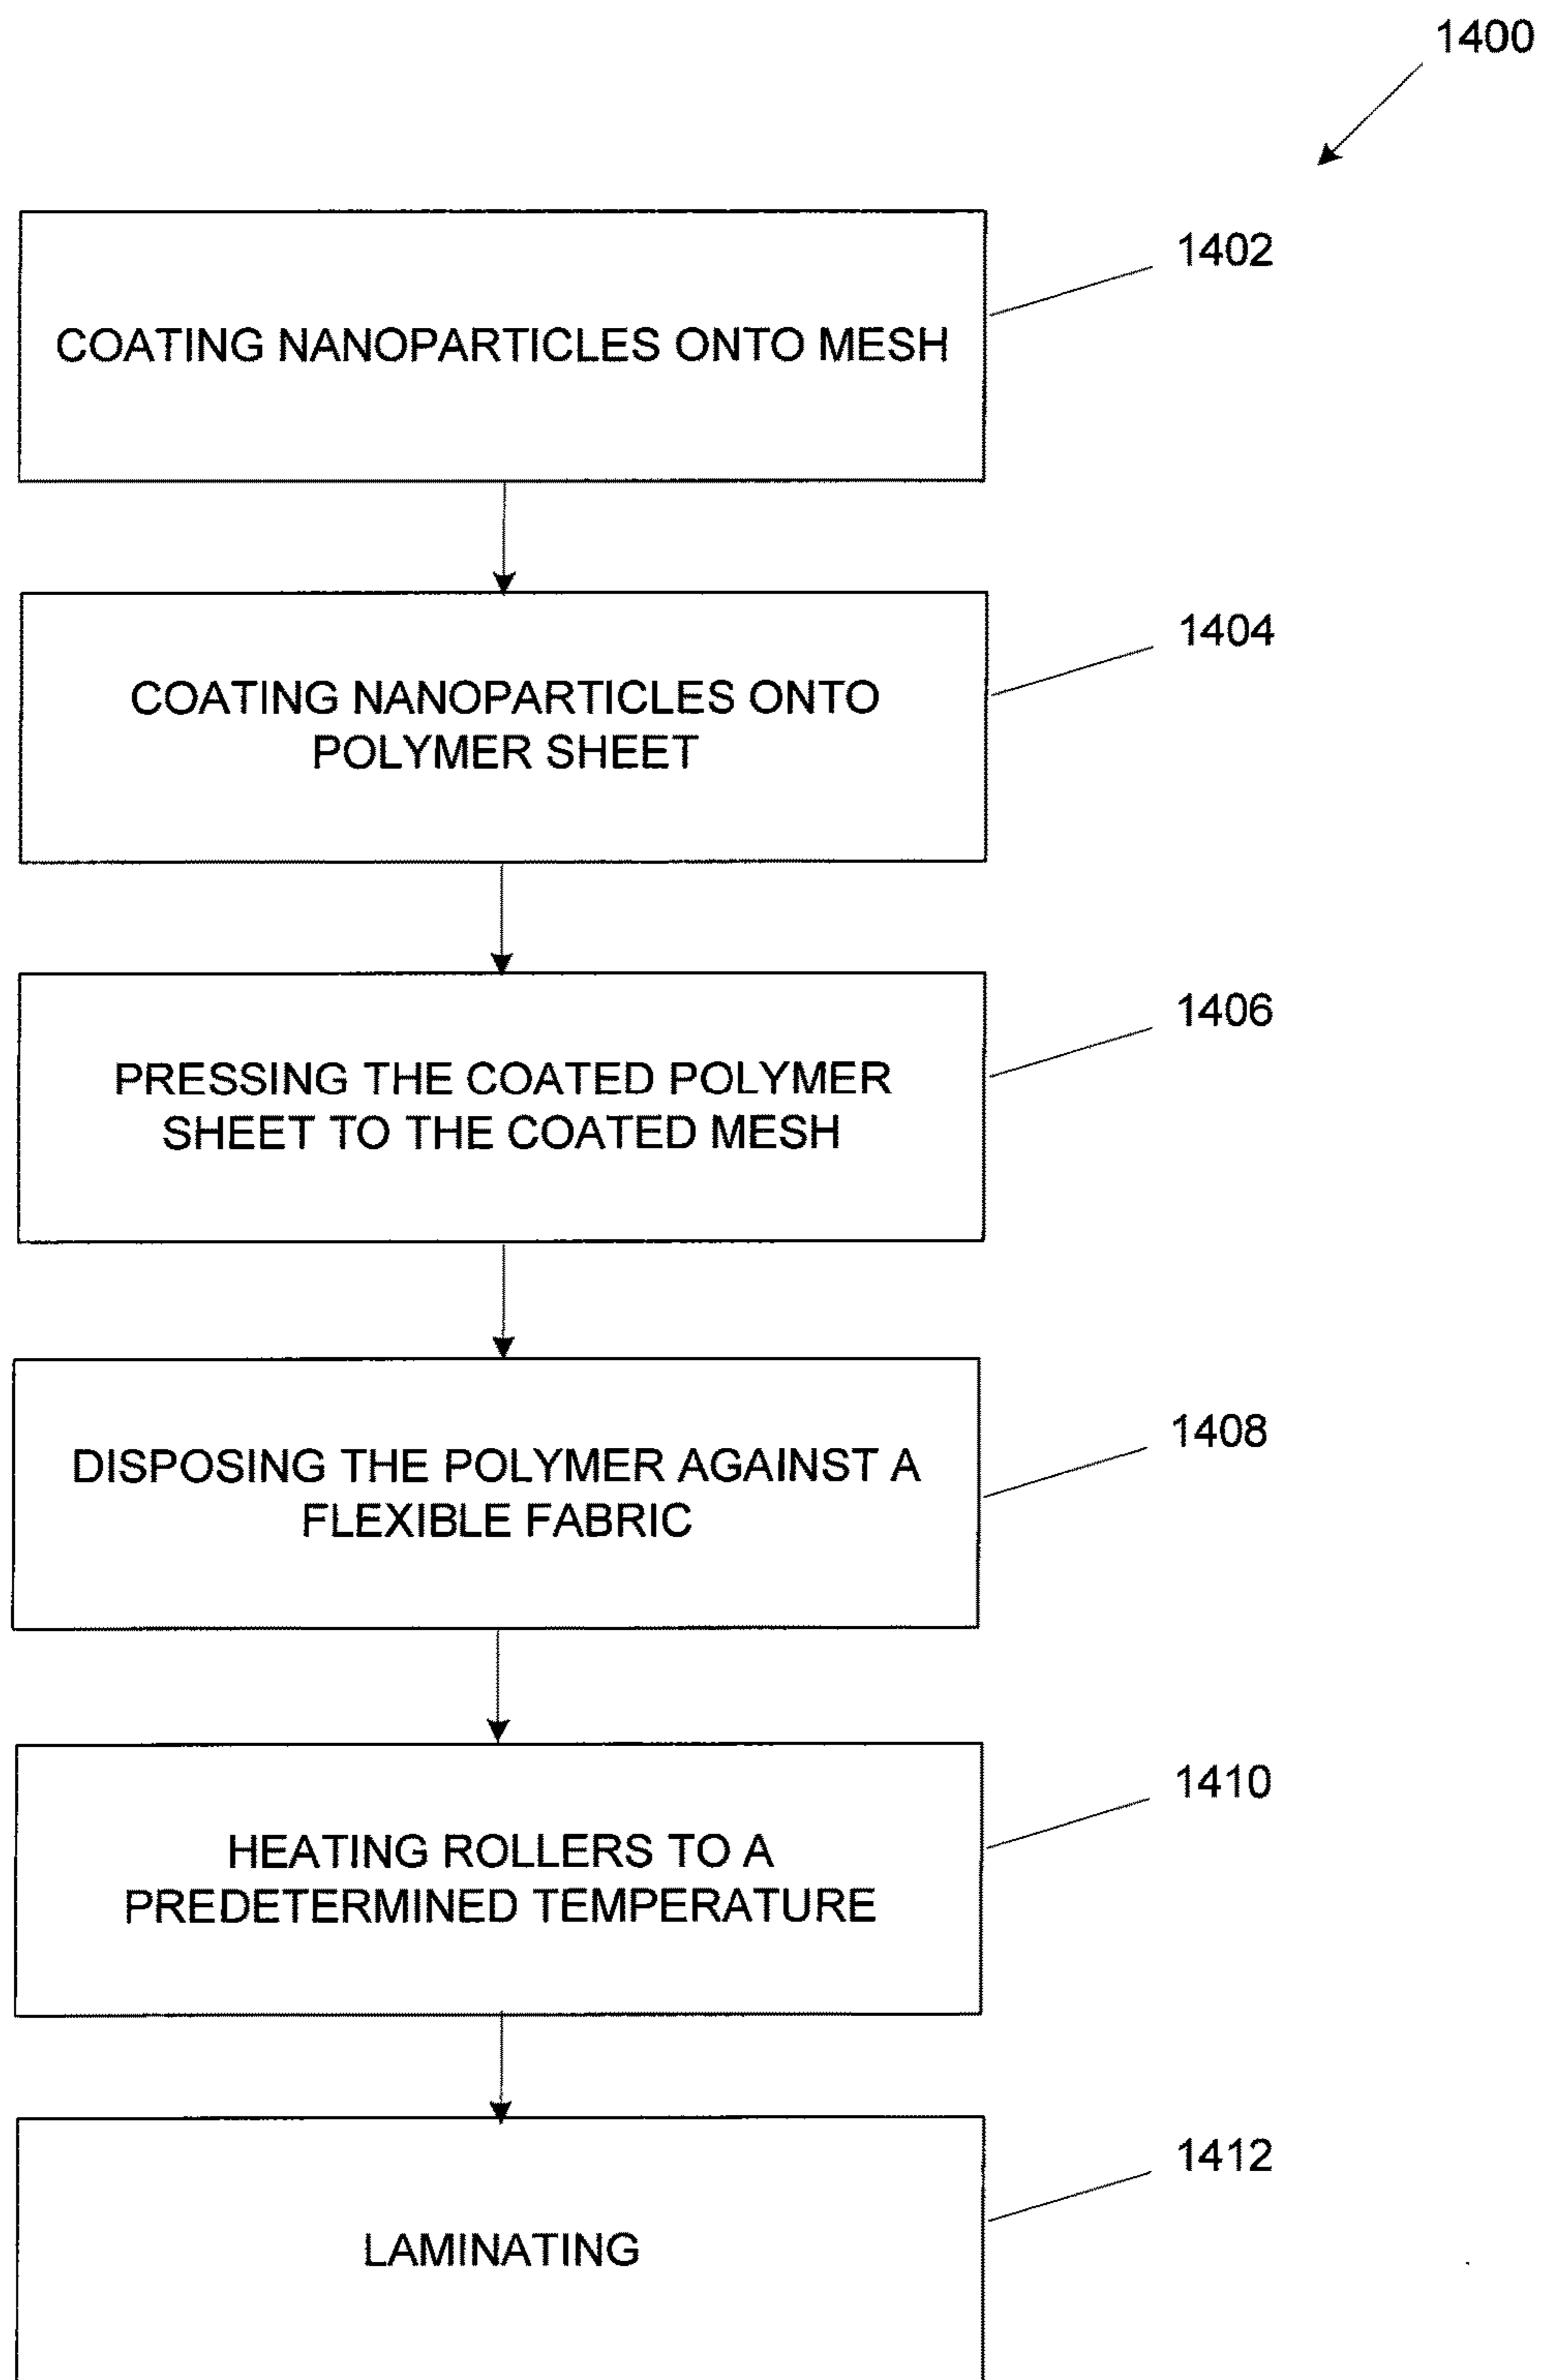 1400
1402
COATING NANOPARTICLES ONTO MESH
1404
COATING NANOPARTICLES ONTO
POLYMER SHEET
1406
PRESSING THE COATED POLYMER
SHEET TO THE COATED MESH
1408
DISPOSING THE POLYMER AGAINST A
FLEXIBLE FABRIC
1410
HEATING ROLLERS TO A
PREDETERMINED TEMPERATURE
1412
LAMINATING